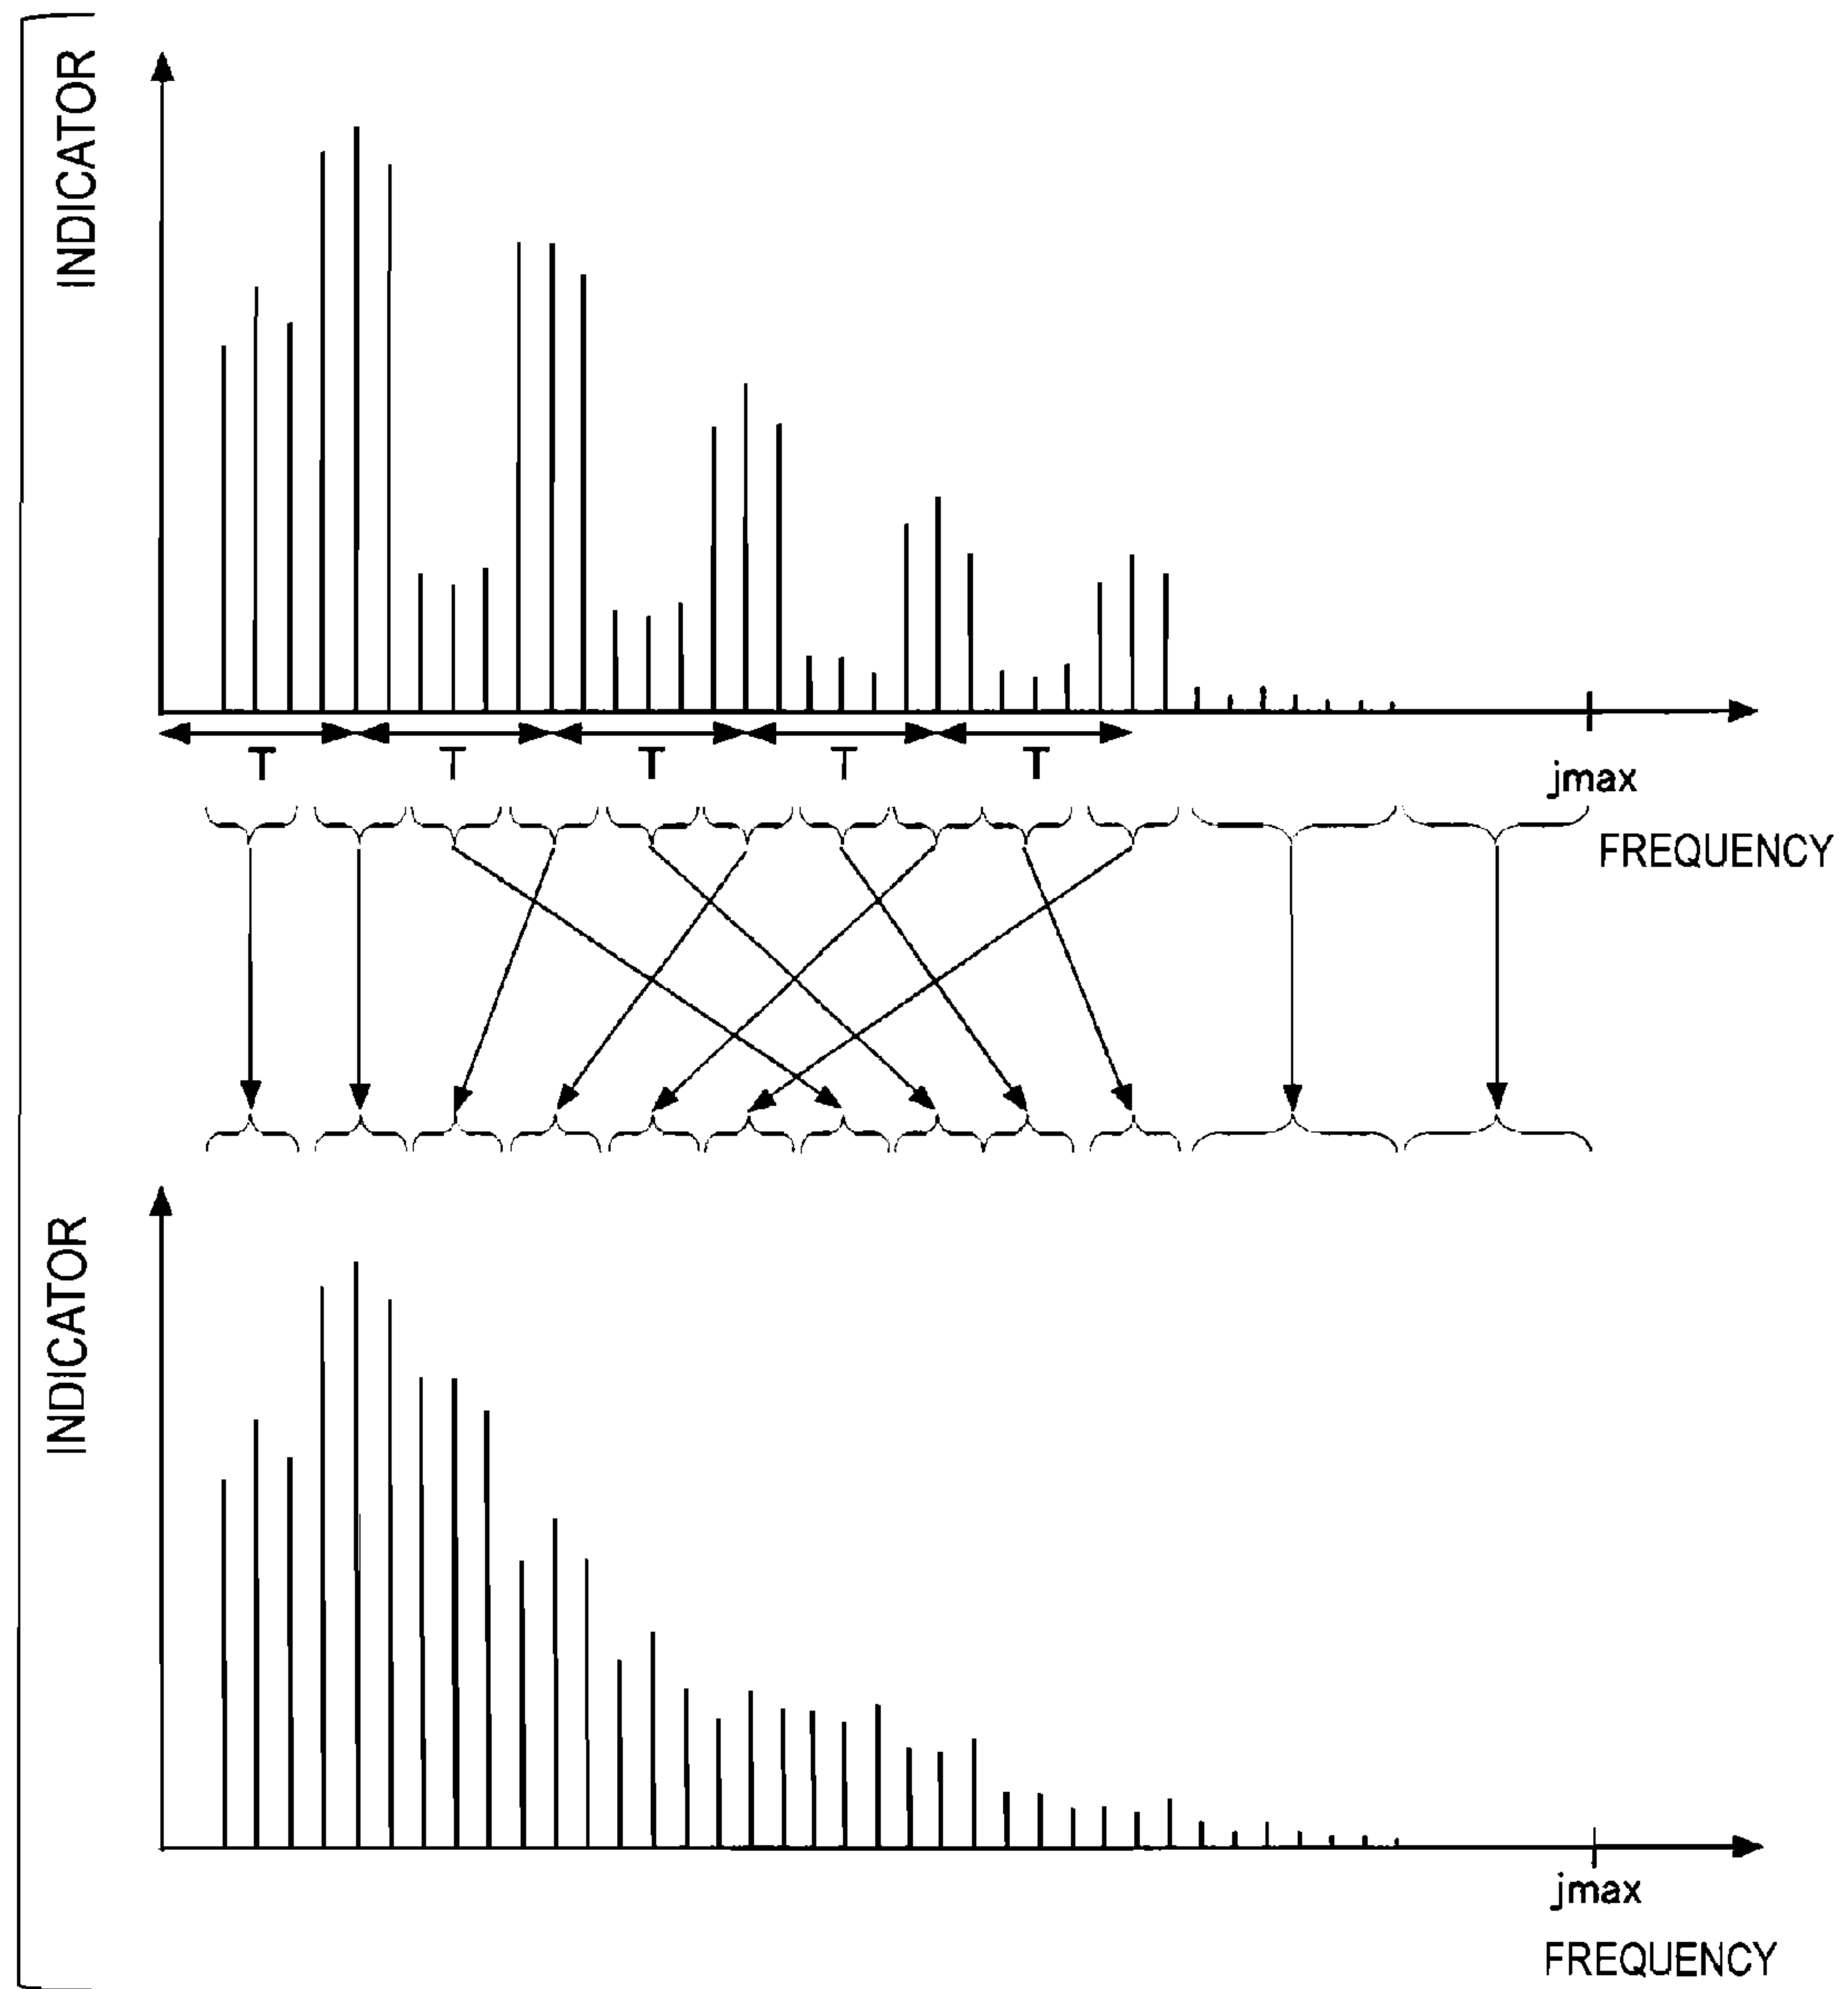 INDICATOR
T T T T T
jmax
FREQUENCY
INDICATOR
jmax
FREQUENCY